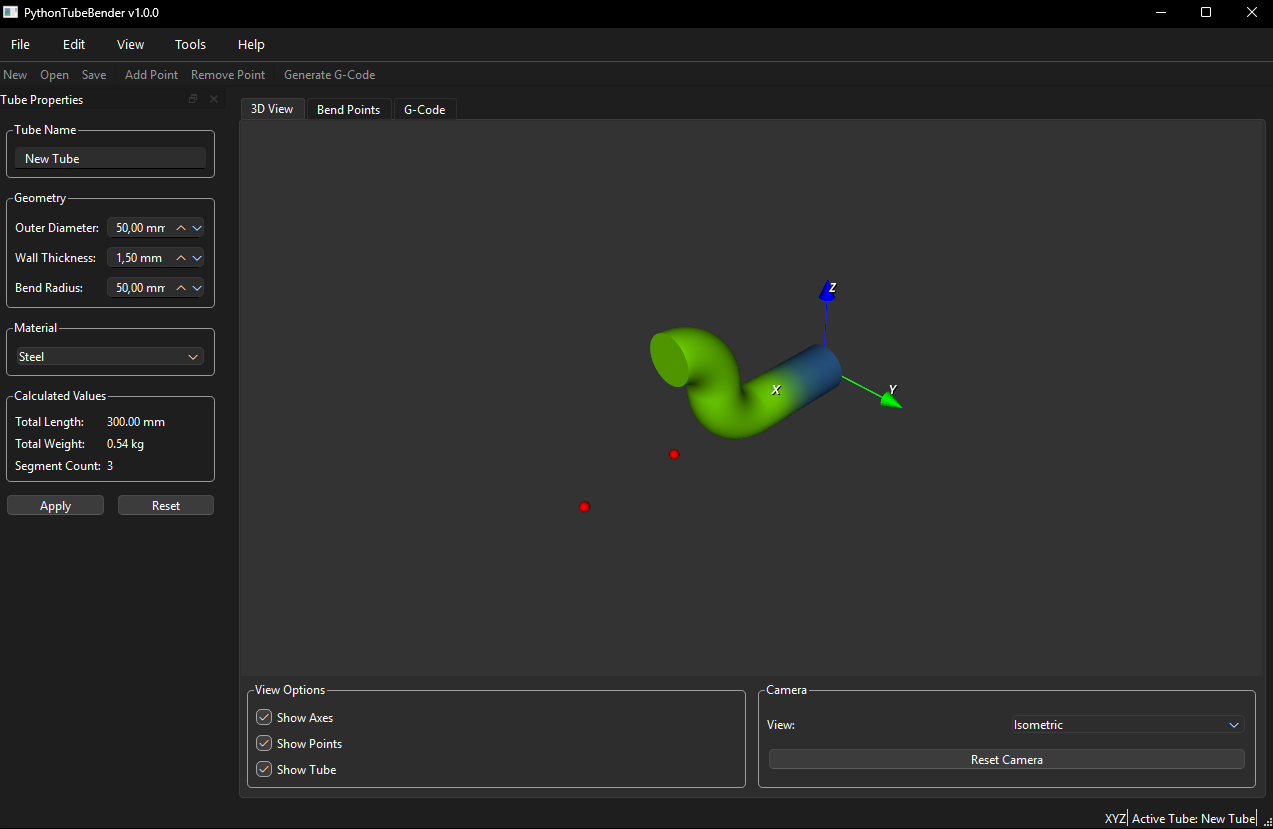 PythonTubeBender v1.0.0
File Edit View Tools Help
New Open Save Add Point Remove Point Generate G-Code
Tube Properties
Tube Name
New Tube
Geometry
Outer Diameter: 50,00 mm
Wall Thickness: 1,50 mm
Bend Radius: 50,00 mm
Material
Steel
Calculated Values
Total Length: 300.00 mm
Total Weight: 0.54 kg
Segment Count: 3
Apply Reset
3D View Bend Points G-Code
Z
X
Y
View Options
Show Axes
Show Points
Show Tube
Camera
View: Isometric
Reset Camera
XYZ Active Tube: New Tube